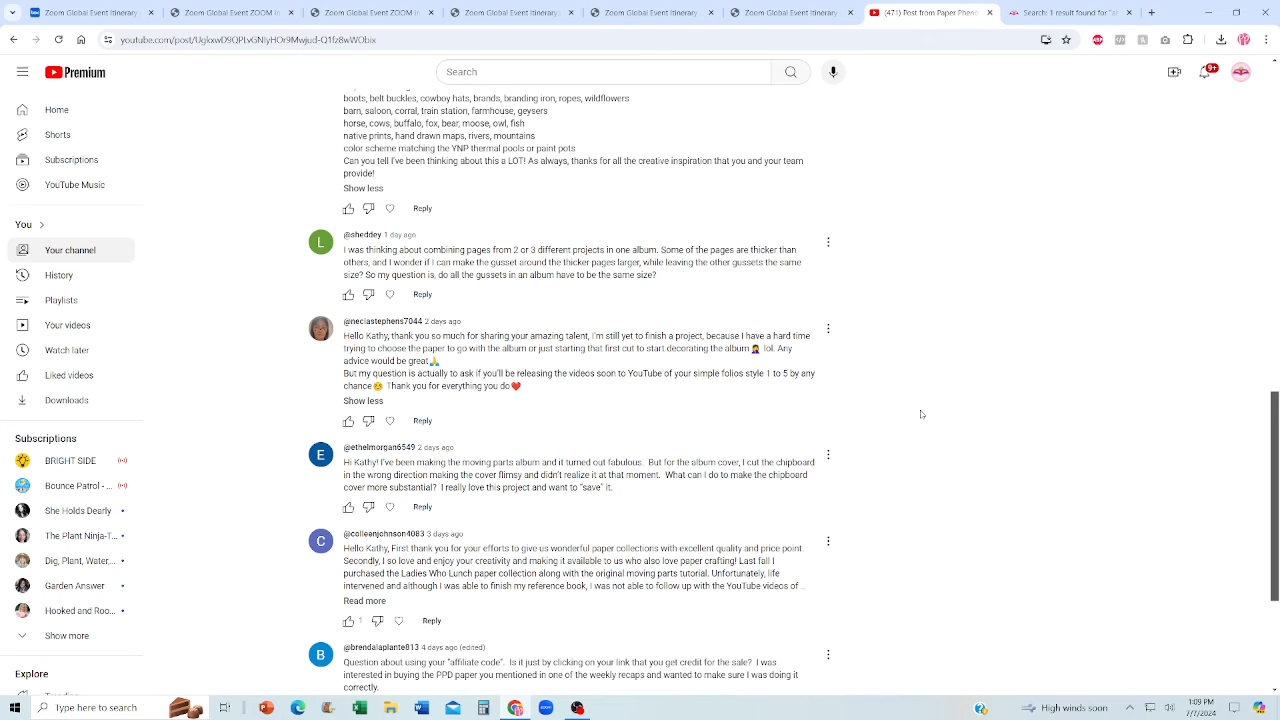 Zoom Global Event Itinerary
Zoom Global Event ZOOM in
Zoom Global Event ZOOM In
Zoom Global Event Itinerary
Zoom Global Event Itinerary
Zoom Global Event Itinerary
(471) Post from Paper Pheno
Search: 1 result found for "af
youtube.com/post/UgkxwD9QPLvGNIyHOr9Mwjud-Q1fz8wWObix
Premium
Search
9+
Home
Shorts
Subscriptions
YouTube Music
You
Your channel
History
Playlists
Your videos
Watch later
Liked videos
Downloads
Subscriptions
BRIGHT SIDE
Bounce Patrol - ...
She Holds Dearly
The Plant Ninja-T...
Dig, Plant, Water,...
Garden Answer
Hooked and Roo...
Show more
Explore
boots, belt buckles, cowboy hats, brands, branding iron, ropes, wildflowers
barn, saloon, corral, train station, farmhouse, geysers
horse, cows, buffalo, fox, bear, moose, owl, fish
native prints, hand drawn maps, rivers, mountains
color scheme matching the YNP thermal pools or paint pots
Can you tell I've been thinking about this a LOT! As always, thanks for all the creative inspiration that you and your team
provide!
Show less
Reply
L
@sheddey 1 day ago
I was thinking about combining pages from 2 or 3 different projects in one album. Some of the pages are thicker than
others, and I wonder if I can make the gusset around the thicker pages larger, while leaving the other gussets the same
size? So my question is, do all the gussets in an album have to be the same size?
Reply
@neclastephens7044 2 days ago
Hello Kathy, thank you so much for sharing your amazing talent, I'm still yet to finish a project, because I have a hard time
trying to choose the paper to go with the album or just starting that first cut to start decorating the album 🤦‍♀️ lol. Any
advice would be great🙏
But my question is actually to ask if you'll be releasing the videos soon to YouTube of your simple folios style 1 to 5 by any
chance☺️ Thank you for everything you do❤️
Show less
Reply
E
@ethelmorgan6549 2 days ago
Hi Kathy! I've been making the moving parts album and it turned out fabulous. But for the album cover, I cut the chipboard
in the wrong direction making the cover flimsy and didn't realize it at that moment. What can I do to make the chipboard
cover more substantial? I really love this project and want to "save" it.
Reply
C
@colleenjohnson4083 3 days ago
Hello Kathy, First thank you for your efforts to give us wonderful paper collections with excellent quality and price point.
Secondly, I so love and enjoy your creativity and making it available to us who also love paper crafting! Last fall I
purchased the Ladies Who Lunch paper collection along with the original moving parts tutorial. Unfortunately, life
intervened and although I was able to finish my reference book, I was not able to follow up with the YouTube videos of ...
Read more
1
Reply
B
@brendalaplante813 4 days ago (edited)
Question about using your "affiliate code". Is it just by clicking on your link that you get credit for the sale? I was
interested in buying the PPD paper you mentioned in one of the weekly recaps and wanted to make sure I was doing it
correctly.
Type here to search
High winds soon
1:09 PM
7/7/2024